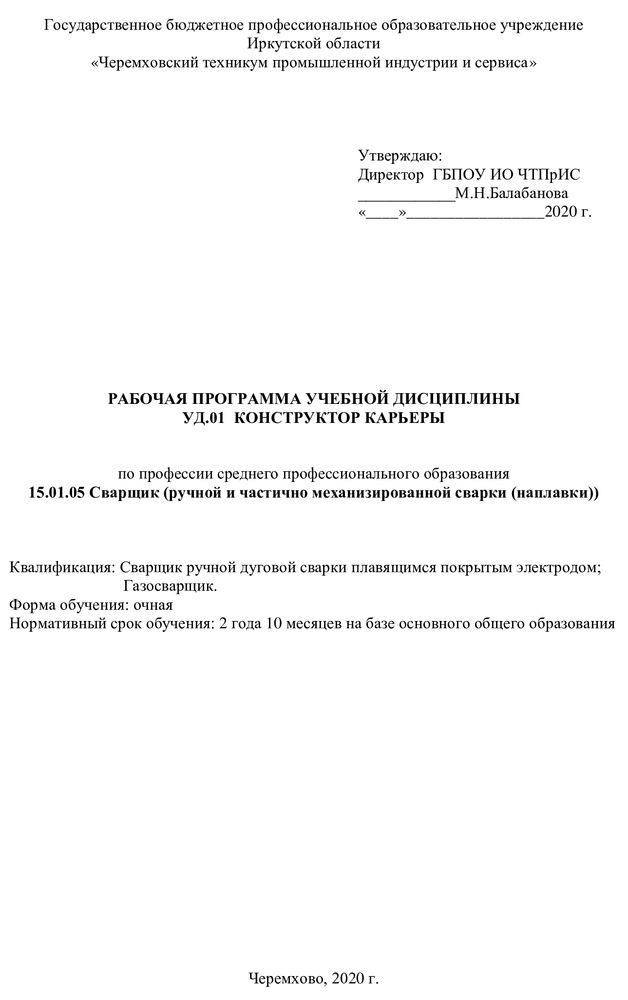 Государственное бюджетное профессиональное образовательное учреждение
Иркутской области
«Черемховский техникум промышленной индустрии и сервиса»
Утверждаю:
Директор  ГБПОУ ИО ЧТПрИС
____________М.Н.Балабанова
«____»_________________2020 г.
РАБОЧАЯ ПРОГРАММА УЧЕБНОЙ ДИСЦИПЛИНЫ
УД.01  КОНСТРУКТОР КАРЬЕРЫ
по профессии среднего профессионального образования
15.01.05 Сварщик (ручной и частично механизированной сварки (наплавки))
Квалификация: Сварщик ручной дуговой сварки плавящимся покрытым электродом;
Газосварщик.
Форма обучения: очная
Нормативный срок обучения: 2 года 10 месяцев на базе основного общего образования
Черемхово, 2020 г.